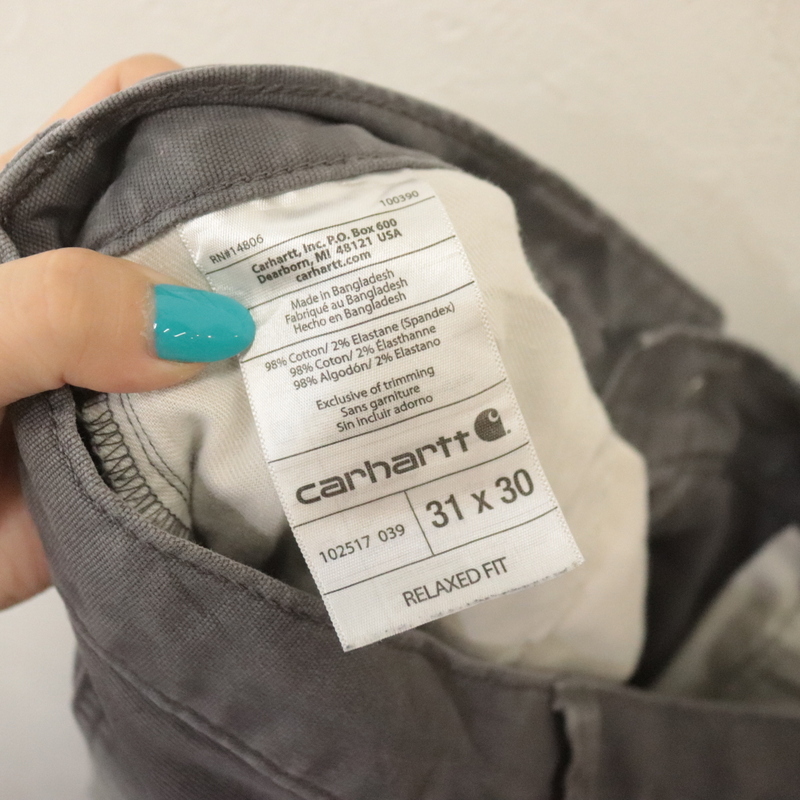 RN#14806 100390
Carhartt, Inc. P.O. Box 600
Dearborn, MI 48121 USA
carhartt.com
Made in Bangladesh
Fabriqué au Bangladesh
Hecho en Bangladesh
98% Cotton/ 2% Elastane (Spandex)
98% Coton/ 2% Élasthanne
98% Algodón/ 2% Elastano
Exclusive of trimming
Sans garniture
Sin incluir adorno
carhartt
102517 039 31 x 30
RELAXED FIT